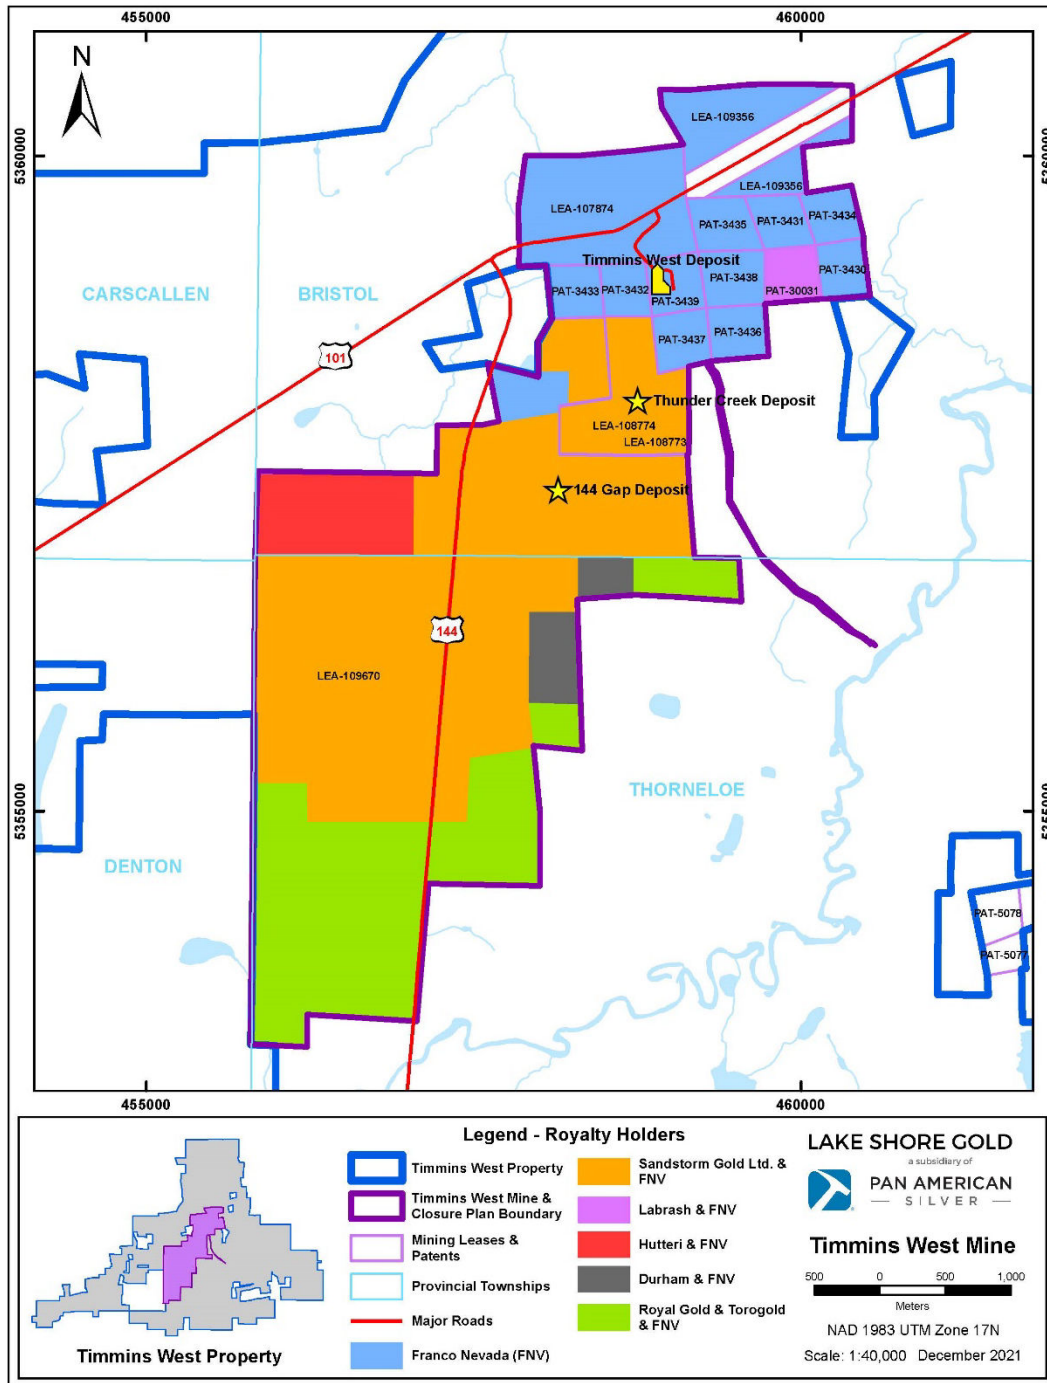 455000
460000
N
5360000
5360000
LEA-109356
LEA-109356
LEA-107874
PAT-3435
PAT-3431
PAT-3434
Timmins West Deposit
PAT-3433
PAT-3432
PAT-3439
PAT-3438
PAT-30031
PAT-3430
PAT-3437
PAT-3436
CARSCALLEN
BRISTOL
101
Thunder Creek Deposit
LEA-108774
LEA-108773
144 Gap Deposit
144
LEA-109670
THORNELOE
5355000
5355000
DENTON
PAT-5078
PAT-5077
455000
460000
Legend - Royalty Holders
Timmins West Property
Timmins West Mine &
Closure Plan Boundary
Mining Leases &
Patents
Provincial Townships
Major Roads
Franco Nevada (FNV)
Sandstorm Gold Ltd. &
FNV
Labrash & FNV
Hutteri & FNV
Durham & FNV
Royal Gold & Torogold
& FNV
Timmins West Property
LAKE SHORE GOLD
a subsidiary of
PAN AMERICAN
SILVER
Timmins West Mine
500 0 500 1,000
Meters
NAD 1983 UTM Zone 17N
Scale: 1:40,000 December 2021